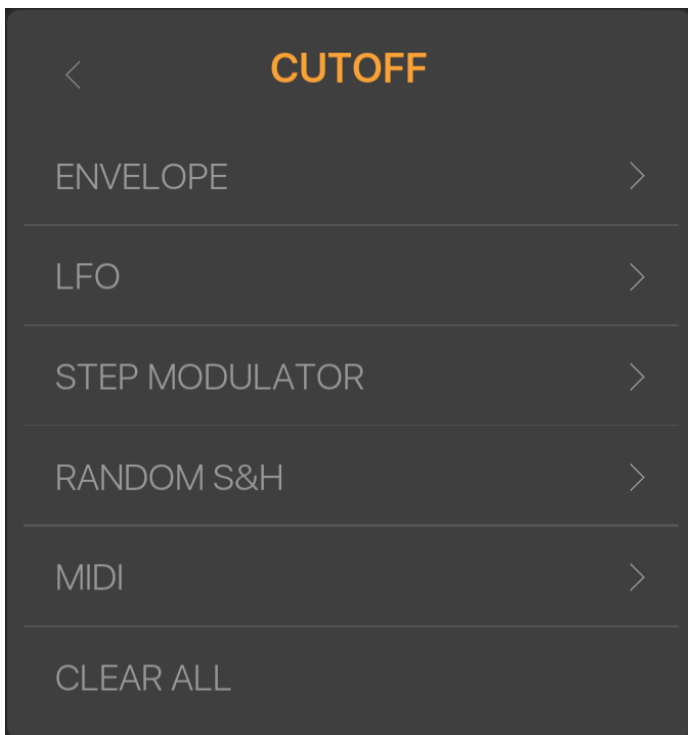 CUTOFF
ENVELOPE
LFO
STEP MODULATOR
RANDOM S&H
MIDI
CLEAR ALL